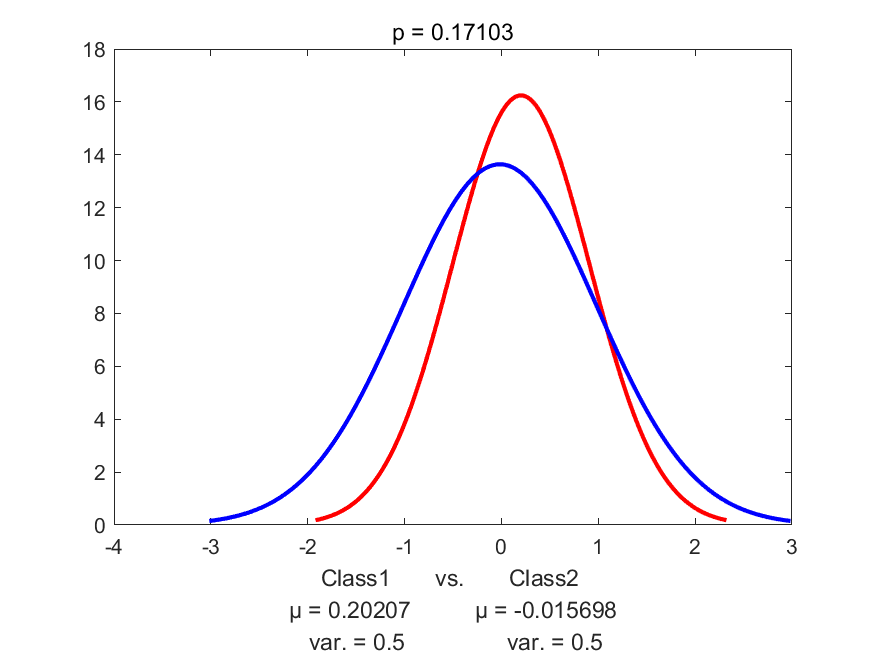 p = 0.17103
18
16
14
12
10
8
6
4
2
0
-4 -3 -2 -1 0 1 2 3
Class1 vs. Class2
μ = 0.20207 μ = -0.015698
var. = 0.5 var. = 0.5